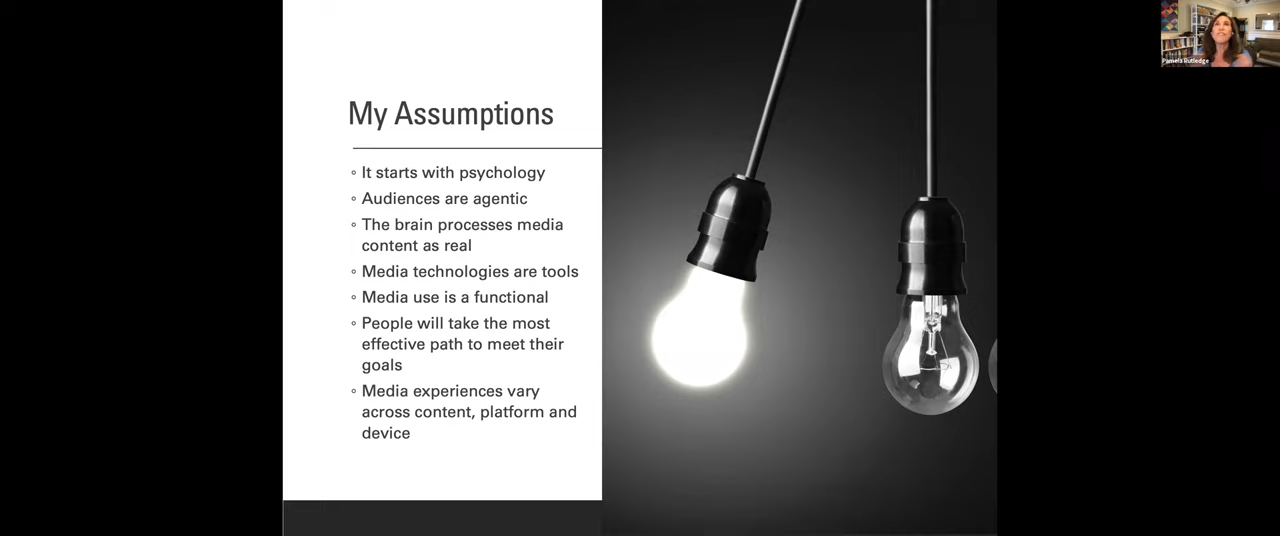 My Assumptions
◦ It starts with psychology
◦ Audiences are agentic
◦ The brain processes media
content as real
◦ Media technologies are tools
◦ Media use is a functional
◦ People will take the most
effective path to meet their
goals
◦ Media experiences vary
across content, platform and
device
Pamela Rutledge